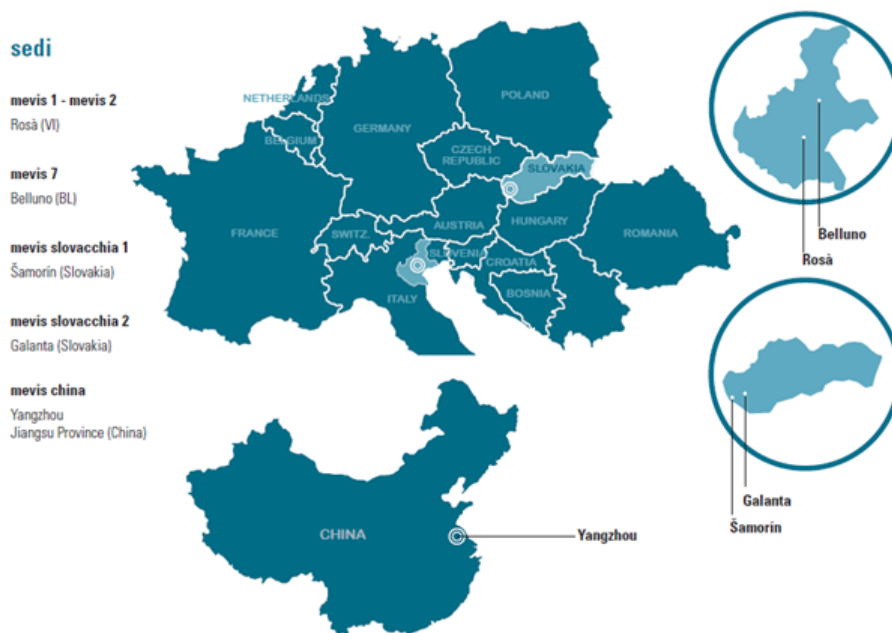 sedi
mevis 1 - mevis 2
Rosà (VI)
mevis 7
Belluno (BL)
mevis slovacchia 1
Šamorín (Slovakia)
mevis slovacchia 2
Galanta (Slovakia)
mevis china
Yangzhou
Jiangsu Province (China)
NETHERLANDS
BELGIUM
GERMANY
POLAND
CZECH
REPUBLIC
SLOVAKIA
FRANCE
SWITZ.
AUSTRIA
HUNGARY
ROMANIA
SLOVENIA
CROATIA
BOSNIA
ITALY
Belluno
Rosà
Galanta
Šamorín
CHINA
Yangzhou